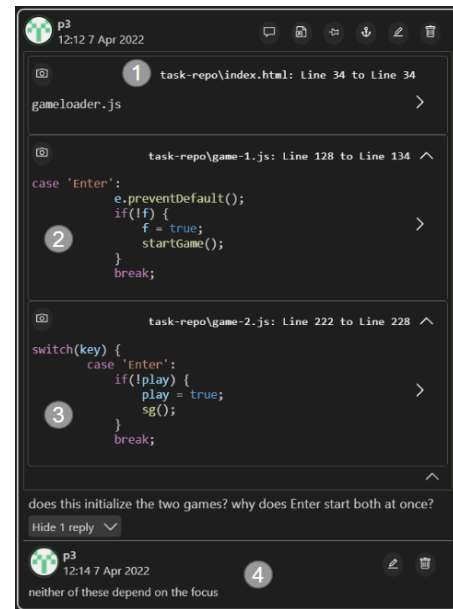 p3
12:12 7 Apr 2022
1
task-repo\index.html: Line 34 to Line 34
gameloader.js
task-repo\game-1.js: Line 128 to Line 134
case 'Enter':
e.preventDefault();
if(!f) {
2
f = true;
startGame();
}
break;
task-repo\game-2.js: Line 222 to Line 228
switch(key) {
case 'Enter':
if(!play) {
play = true;
3
sg();
}
break;
does this initialize the two games? why does Enter start both at once?
Hide 1 reply
p3
12:14 7 Apr 2022
4
neither of these depend on the focus